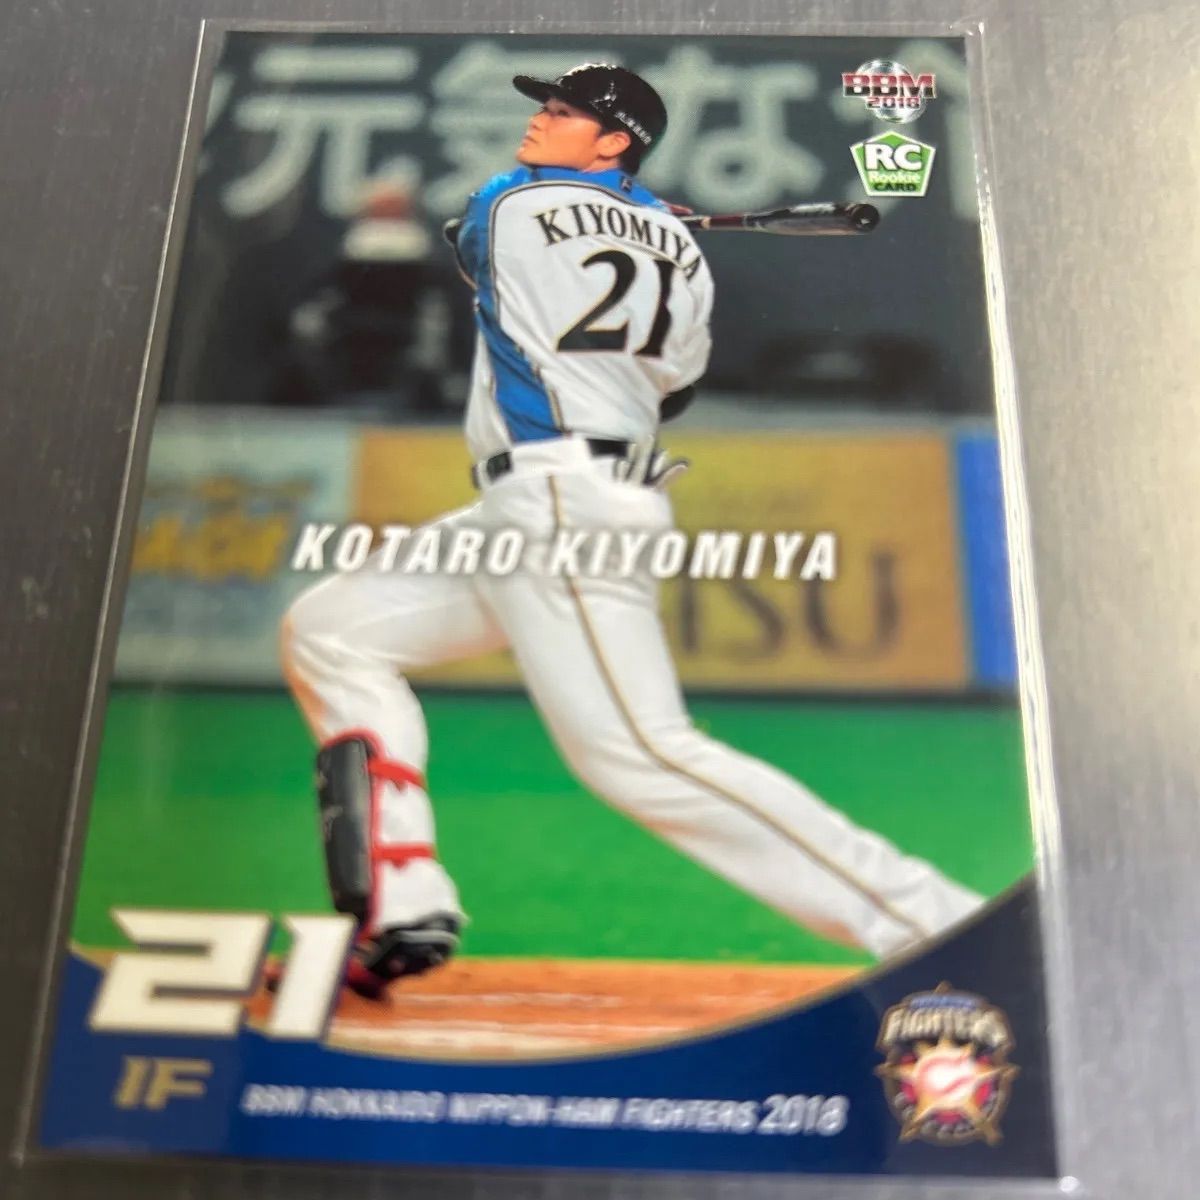 元気な
BBM
2018
RC
Rookie
CARD
KIYOMIYA
21
KOTARO KIYOMIYA
21
IF
BBM HOKKAIDO NIPPON-HAM FIGHTERS 2018
FIGHTERS